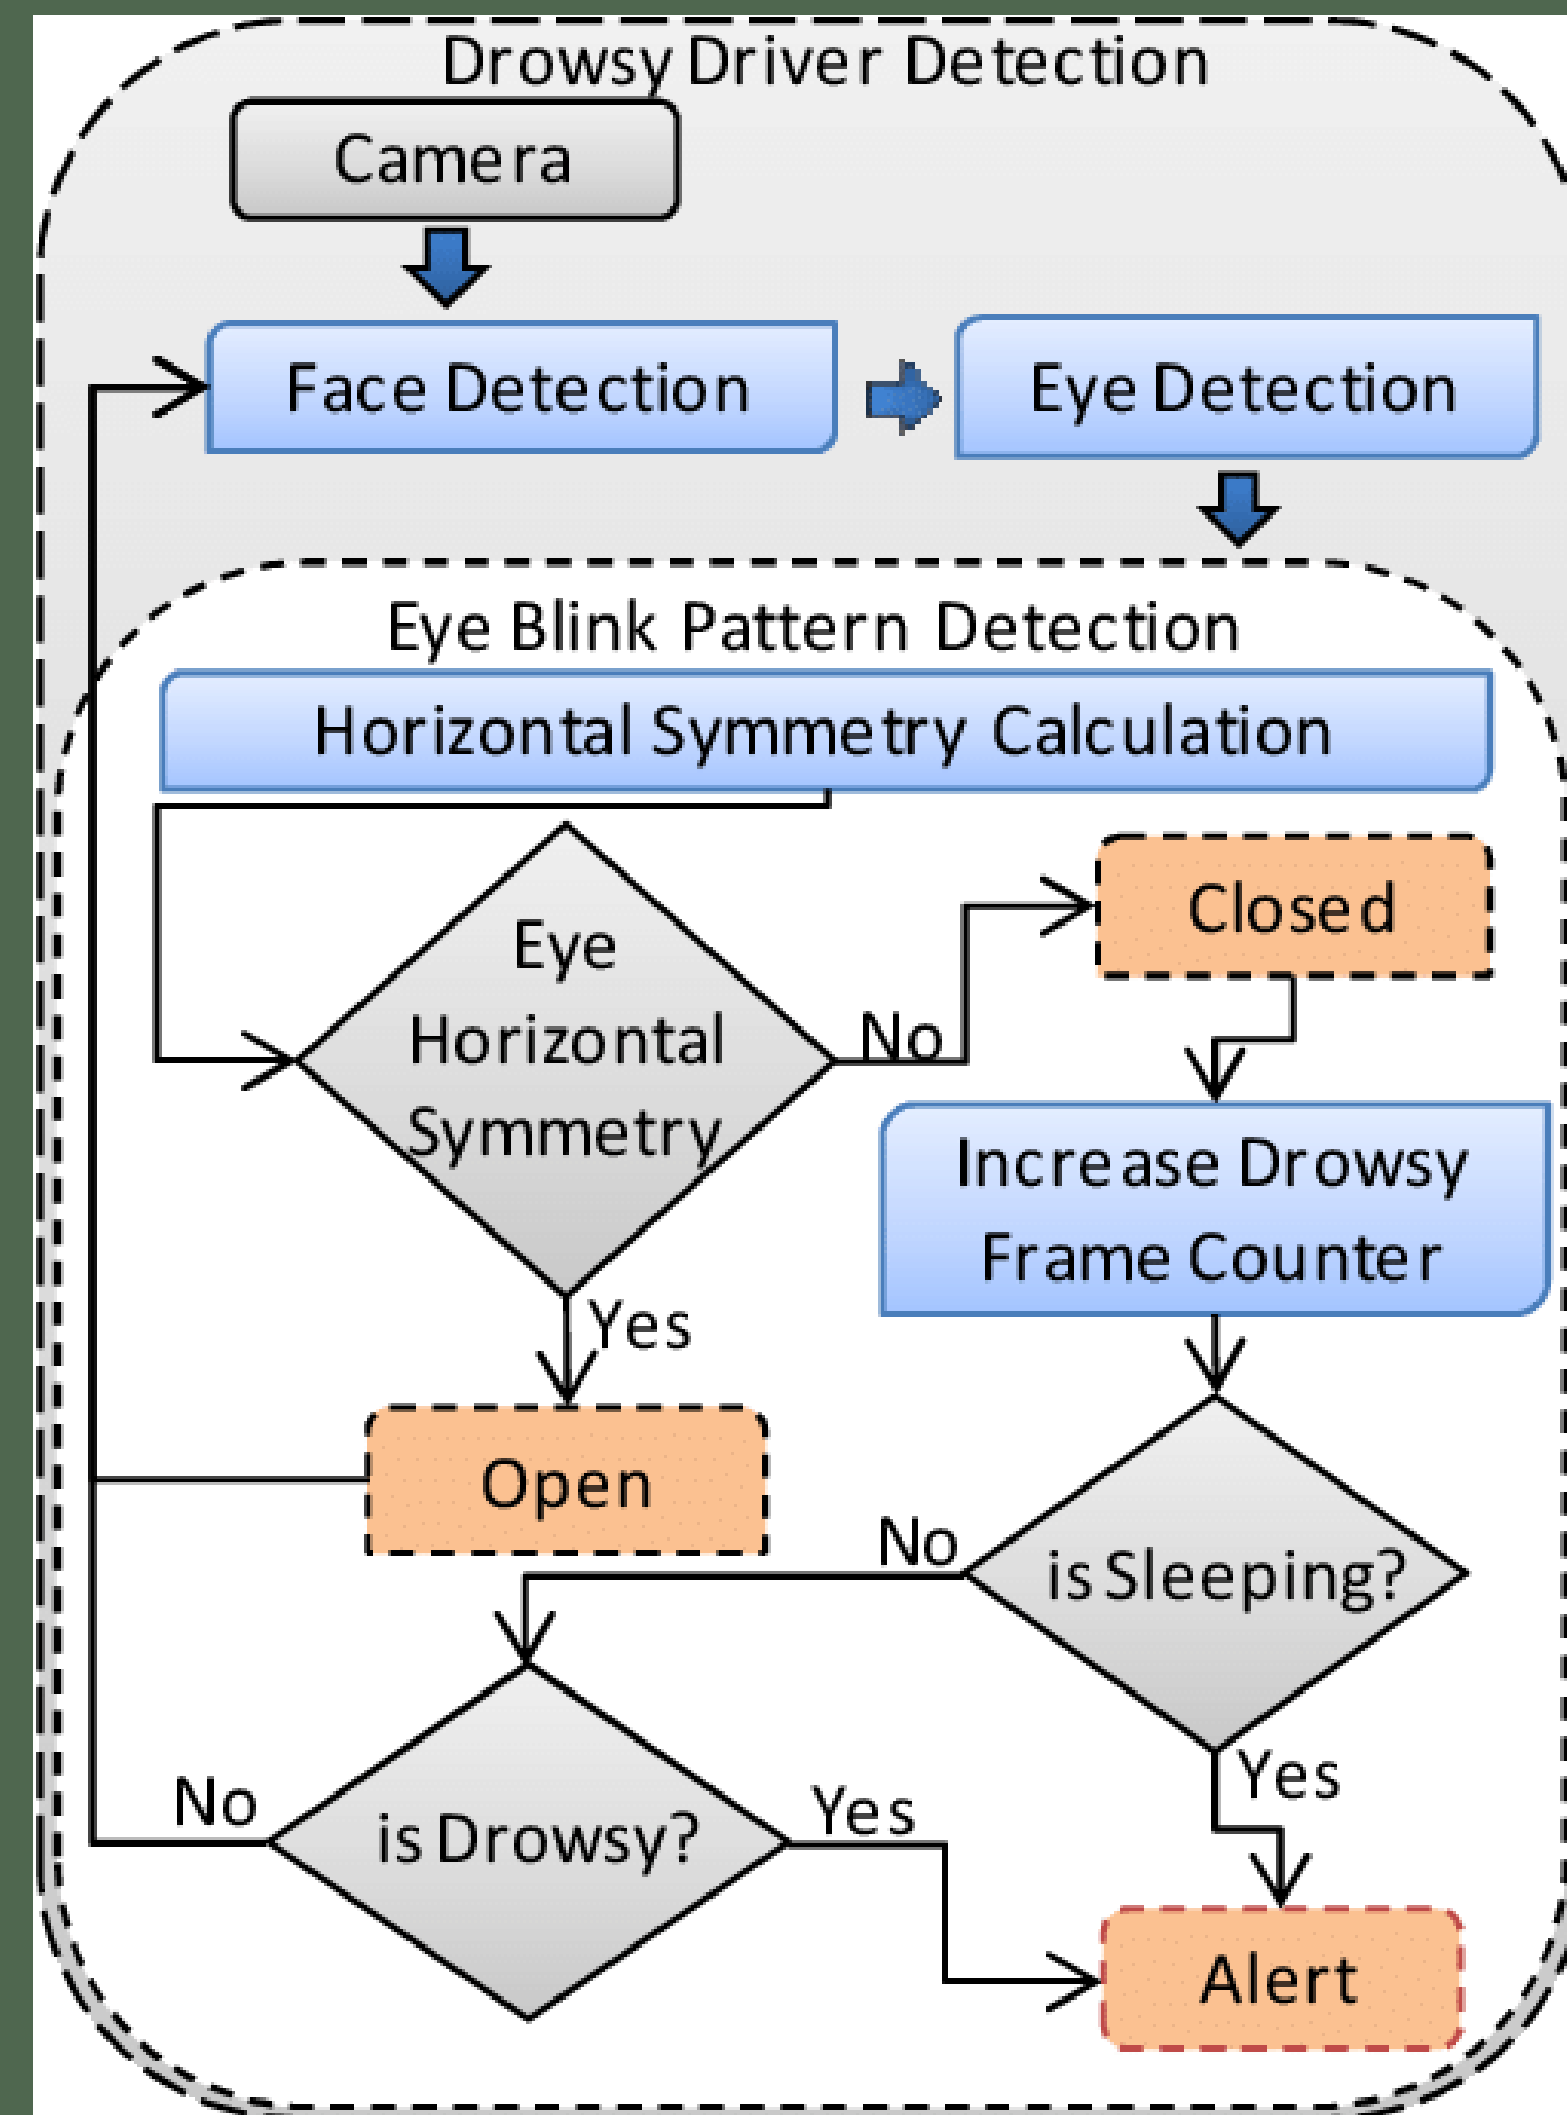 Drowsy Driver Detection
Camera
Face Detection
Eye Detection
Eye Blink Pattern Detection
Horizontal Symmetry Calculation
Eye
Horizontal
Symmetry
No
Closed
Increase Drowsy
Frame Counter
Yes
Open
No
is Sleeping?
Yes
No
is Drowsy?
Yes
Alert